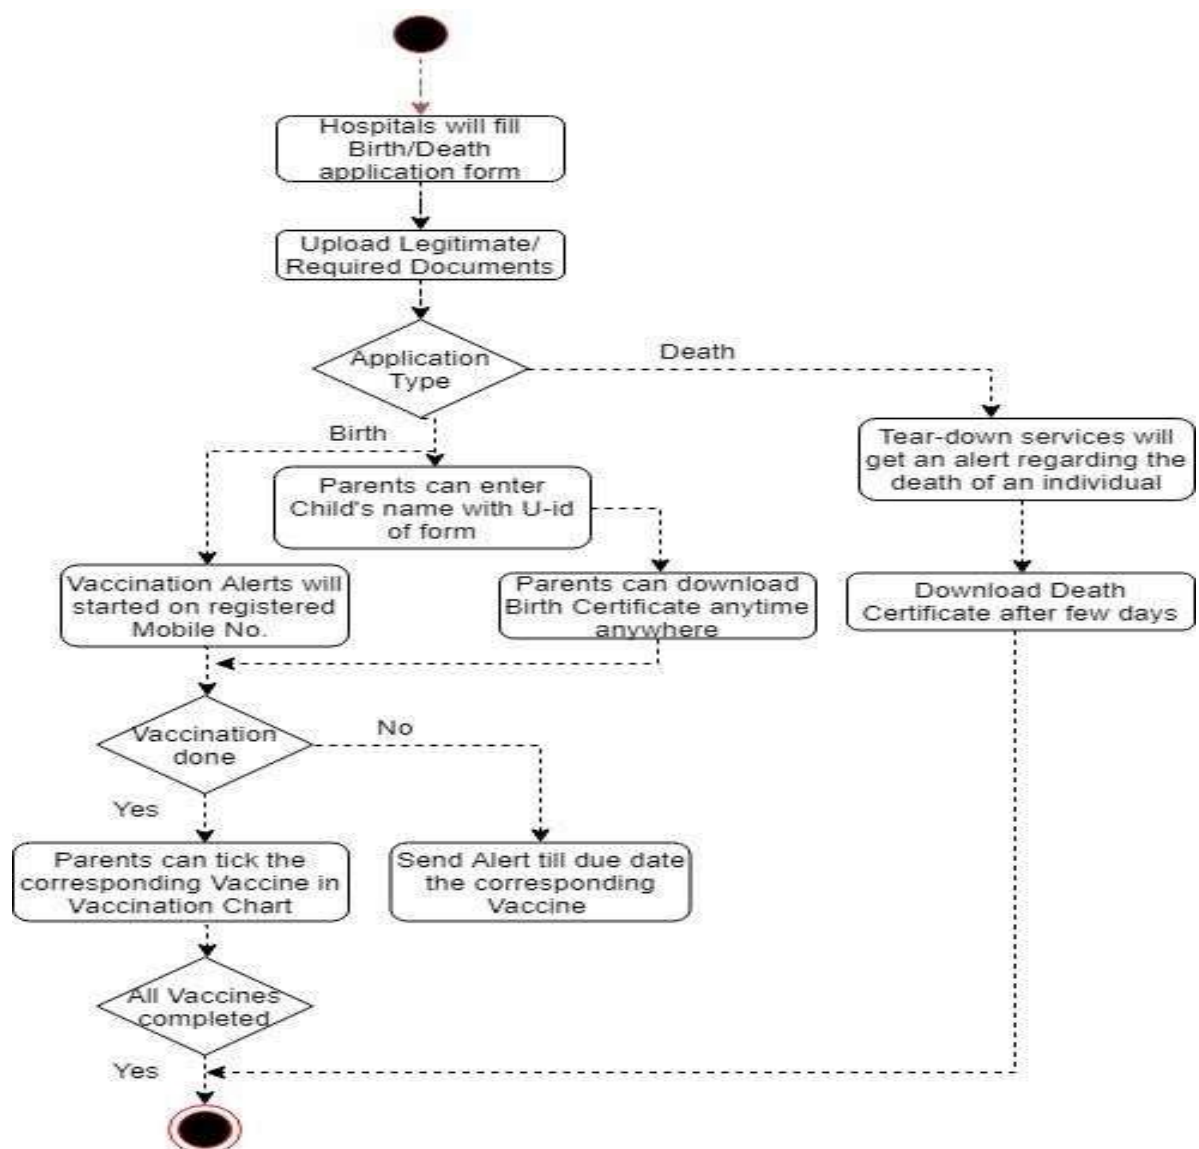 Hospitals will fill
Birth/Death
application form
Upload Legitimate/
Required Documents
Application
Type
Death
Birth
Tear-down services will
get an alert regarding the
death of an individual
Parents can enter
Child's name with U-id
of form
Vaccination Alerts will
started on registered
Mobile No.
Parents can download
Birth Certificate anytime
anywhere
Download Death
Certificate after few days
Vaccination
done
No
Yes
Parents can tick the
corresponding Vaccine in
Vaccination Chart
Send Alert till due date
the corresponding
Vaccine
All Vaccines
completed
Yes